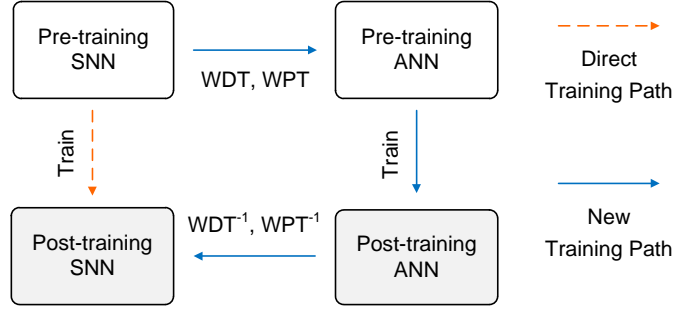 Pre-training
SNN
WDT, WPT
Pre-training
ANN
Direct
Training Path
Train
Train
Post-training
SNN
WDT⁻¹, WPT⁻¹
Post-training
ANN
New
Training Path